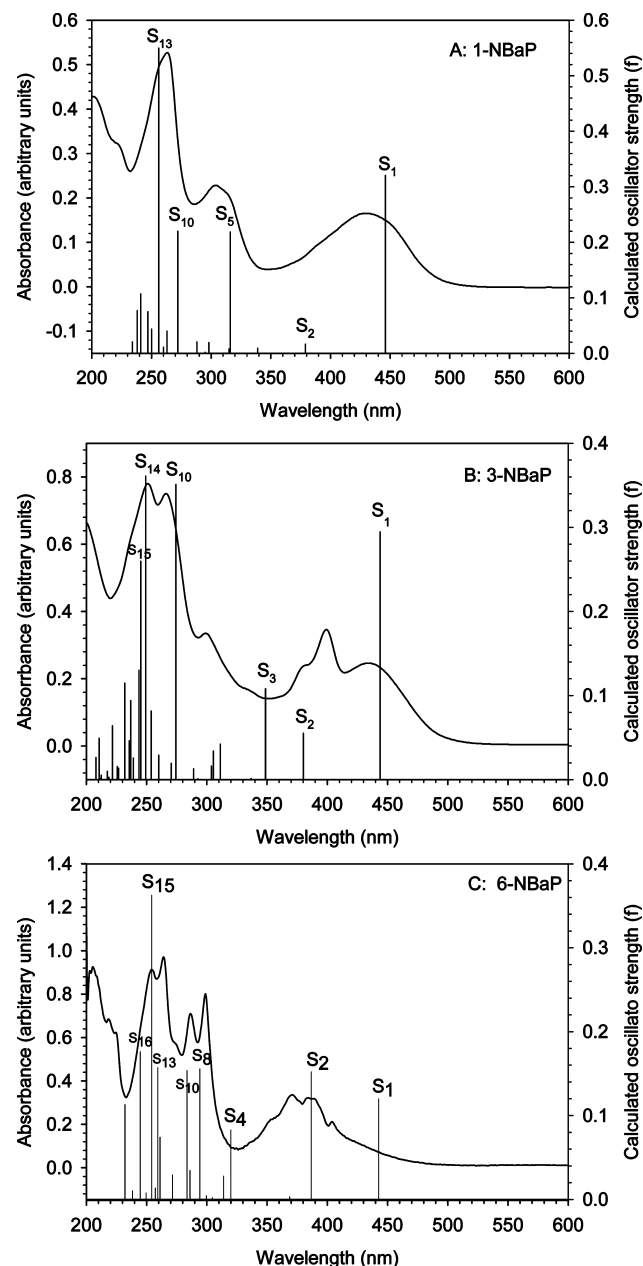 A: 1-NBaP
Absorbance (arbitrary units)
Calculated oscillaltor strength (f)
0.6
0.5
0.4
0.3
0.2
0.1
0.0
-0.1
0.6
0.5
0.4
0.3
0.2
0.1
0.0
S13
S10
S5
S2
S1
200 250 300 350 400 450 500 550 600
Wavelength (nm)
B: 3-NBaP
Absorbance (arbitrary units)
Calculated oscillator strength (f)
0.8
0.6
0.4
0.2
0.0
0.4
0.3
0.2
0.1
0.0
S14
S10
S15
S3
S2
S1
200 250 300 350 400 450 500 550 600
Wavelength (nm)
C: 6-NBaP
Absorbance (arbitrary units)
Calculated oscillato strength (f)
1.4
1.2
1.0
0.8
0.6
0.4
0.2
0.0
0.4
0.3
0.2
0.1
0.0
S15
S16
S13
S10
S8
S4
S2
S1
200 250 300 350 400 450 500 550 600
Wavelength (nm)